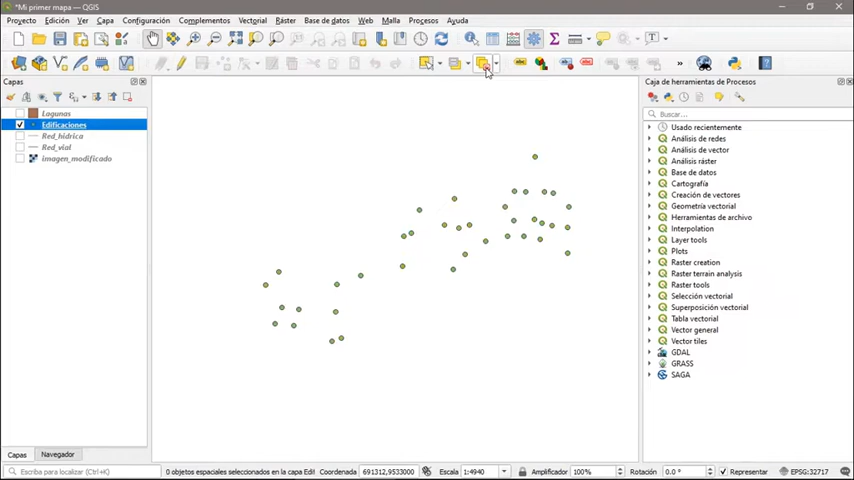 *Mi primer mapa — QGIS
Proyecto Edición Ver Capa Configuración Complementos Vectorial Ráster Base de datos Web Malla Procesos Ayuda
abc abc abc
Capas
Caja de herramientas de Procesos
Lagunas
Edificaciones
Red_hidrica
Red_vial
imagen_modificado
Buscar...
Usado recientemente
Análisis de redes
Análisis de vector
Análisis ráster
Base de datos
Cartografía
Creación de vectores
Geometría vectorial
Herramientas de archivo
Interpolation
Layer tools
Plots
Raster creation
Raster terrain analysis
Raster tools
Selección vectorial
Superposición vectorial
Tabla vectorial
Vector general
Vector tiles
GDAL
GRASS
SAGA
Capas Navegador
Escriba para localizar (Ctrl+K) 0 objetos espaciales seleccionados en la capa Edif Coordenada 691312,9533000 Escala 1:4940 Amplificador 100% Rotación 0.0 ° Representar EPSG:32717